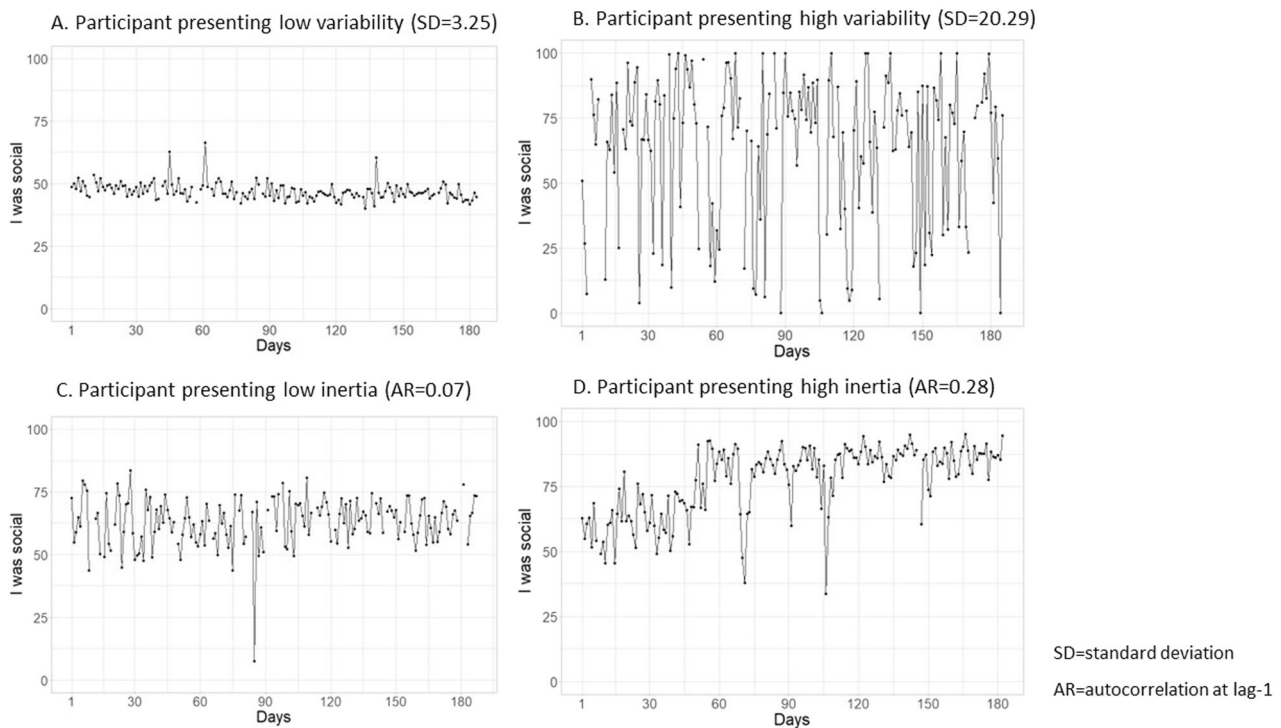 A. Participant presenting low variability (SD=3.25)
100
75
50
25
0
I was social
1 30 60 90 120 150 180
Days
B. Participant presenting high variability (SD=20.29)
100
75
50
25
0
I was social
1 30 60 90 120 150 180
Days
C. Participant presenting low inertia (AR=0.07)
100
75
50
25
0
I was social
1 30 60 90 120 150 180
Days
D. Participant presenting high inertia (AR=0.28)
100
75
50
25
0
I was social
1 30 60 90 120 150 180
Days
SD=standard deviation
AR=autocorrelation at lag-1